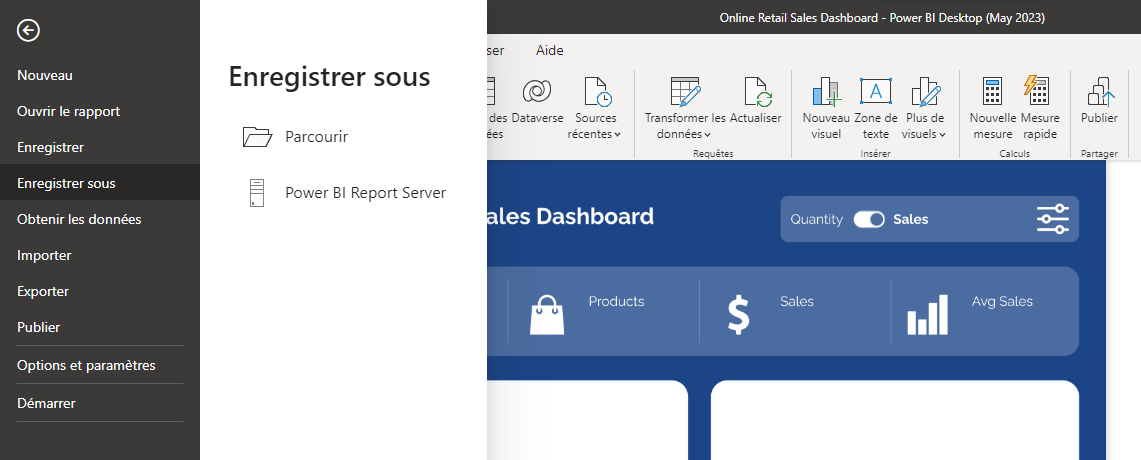 Online Retail Sales Dashboard - Power BI Desktop (May 2023)
Nouveau
Ouvrir le rapport
Enregistrer
Enregistrer sous
Obtenir les données
Importer
Exporter
Publier
Options et paramètres
Démarrer
Enregistrer sous
Parcourir
Power BI Report Server
Aide
des
Dataverse
Sources
récentes
Transformer les
données
Actualiser
Requêtes
Nouveau
visuel
Zone de
texte
Plus de
visuels
Insérer
Nouvelle
mesure
Mesure
rapide
Calculs
Publier
Partager
ales Dashboard
Quantity
Sales
Products
Sales
Avg Sales